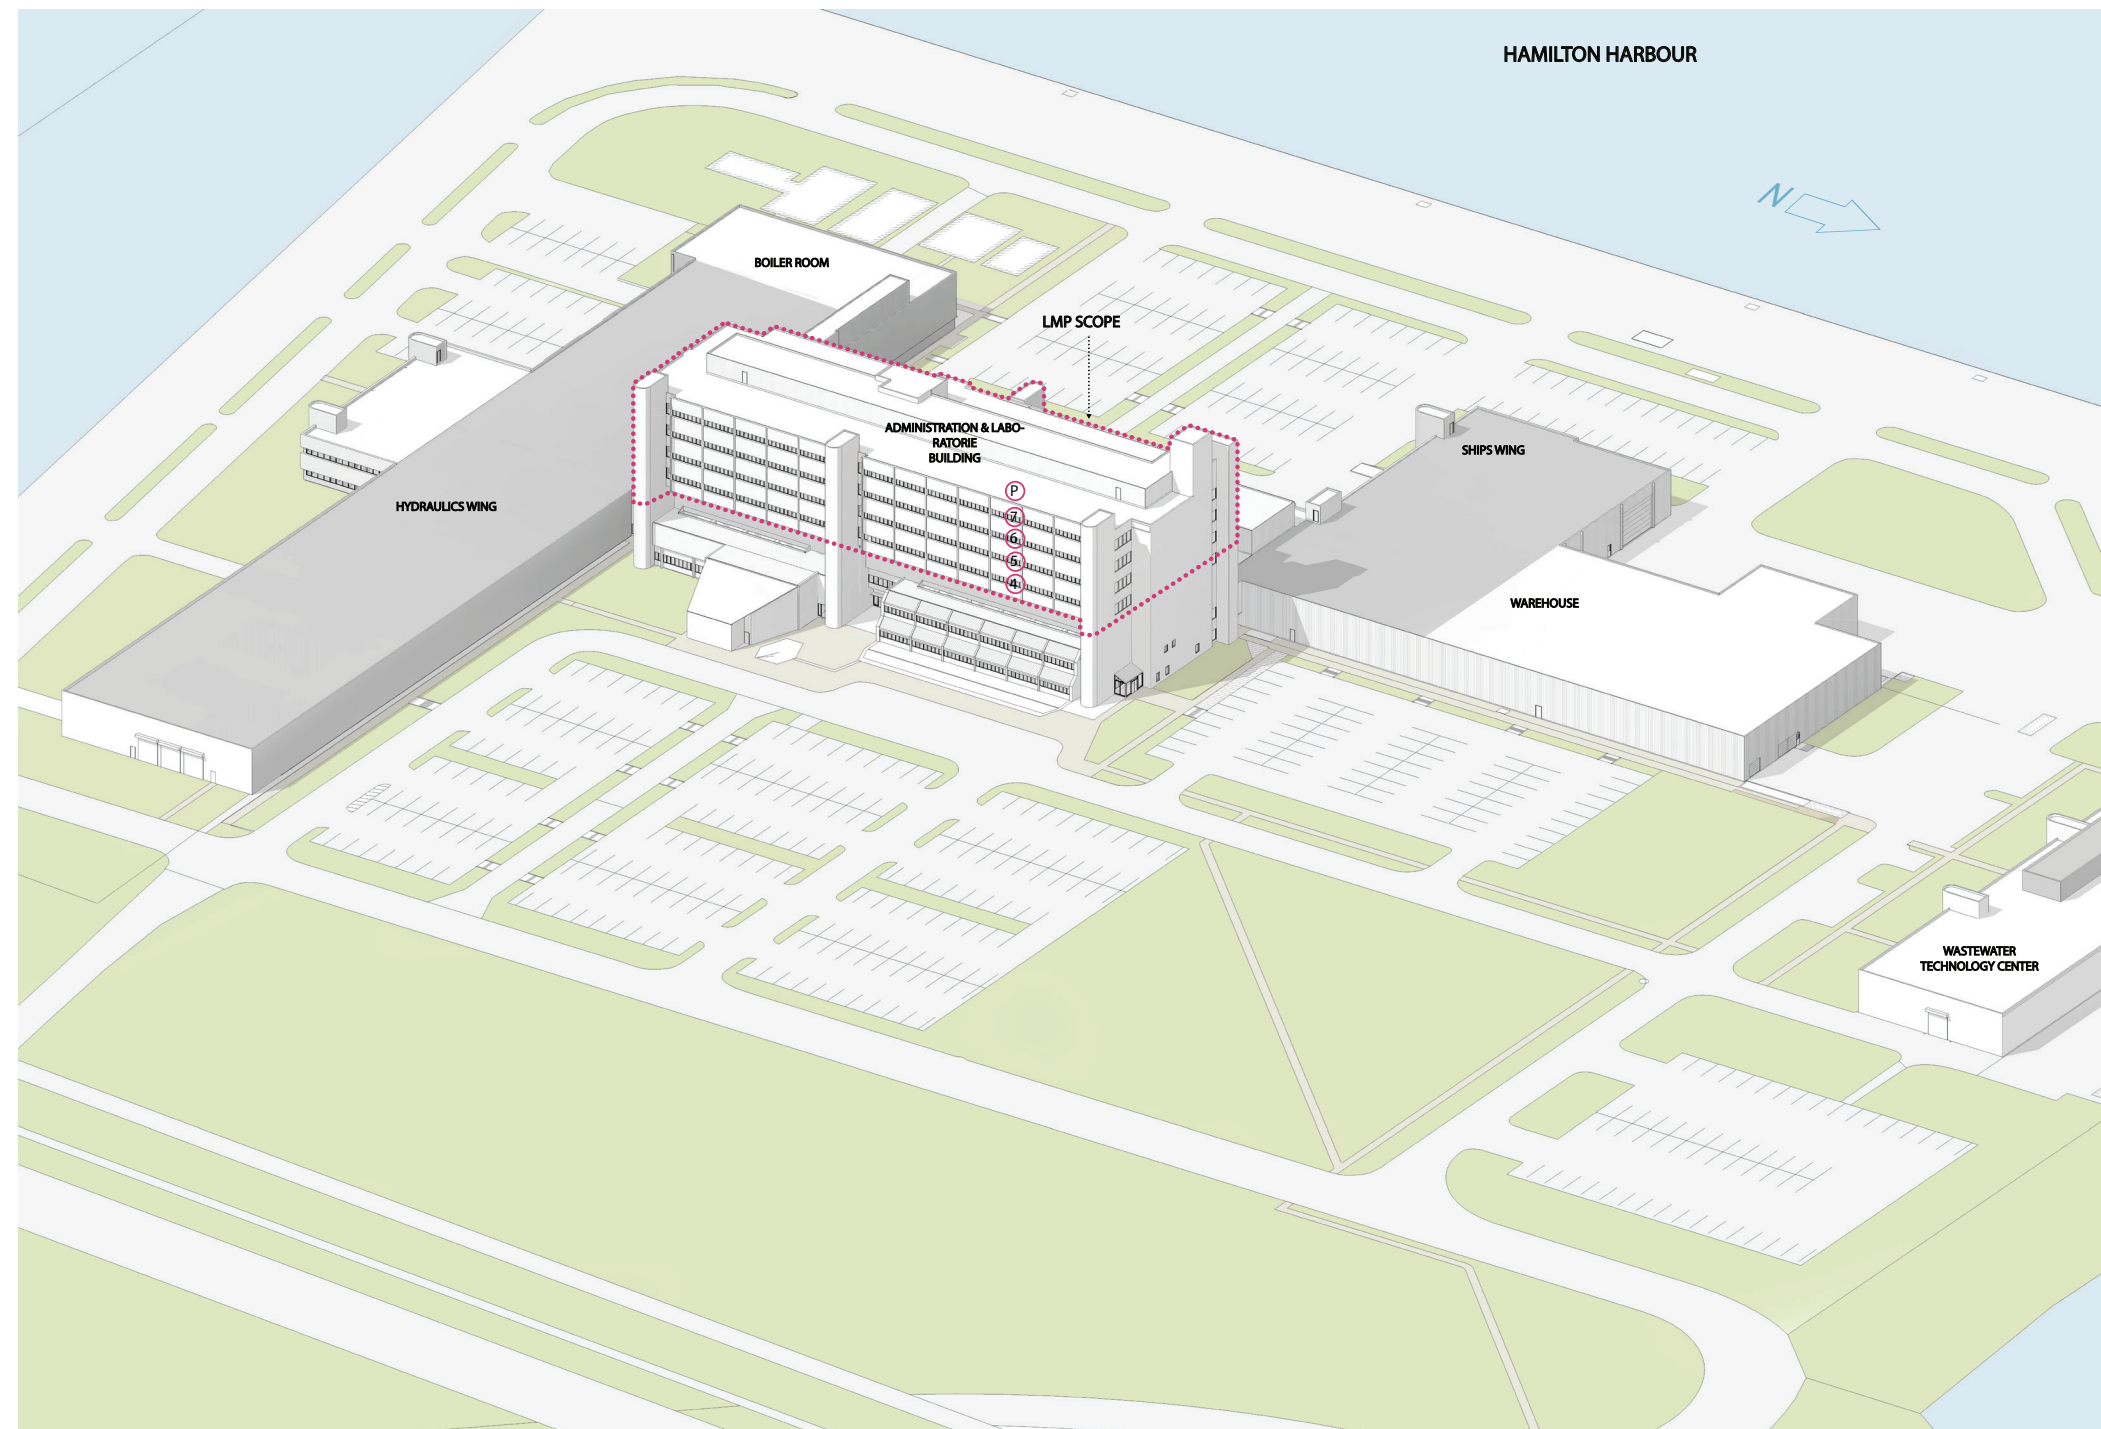 HAMILTON HARBOUR
N
BOILER ROOM
LMP SCOPE
ADMINISTRATION & LABO-
RATORIE
BUILDING
SHIPS WING
P
7
6
5
4
HYDRAULICS WING
WAREHOUSE
WASTEWATER
TECHNOLOGY CENTER